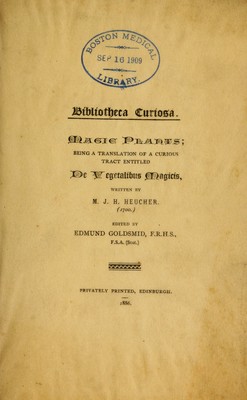 BOSTON MEDICAL
SEP 16 1909
LIBRARY.
Bibliotheca Curiosa.
MAGIC PLANTS;
BEING A TRANSLATION OF A CURIOUS
TRACT ENTITLED
De Vegetalibus Magicis,
WRITTEN BY
M. J. H. HEUCHER.
(1700.)
EDITED BY
EDMUND GOLDSMID, F.R.H.S.,
F.S.A. (Scot.)
PRIVATELY PRINTED, EDINBURGH.
1886.